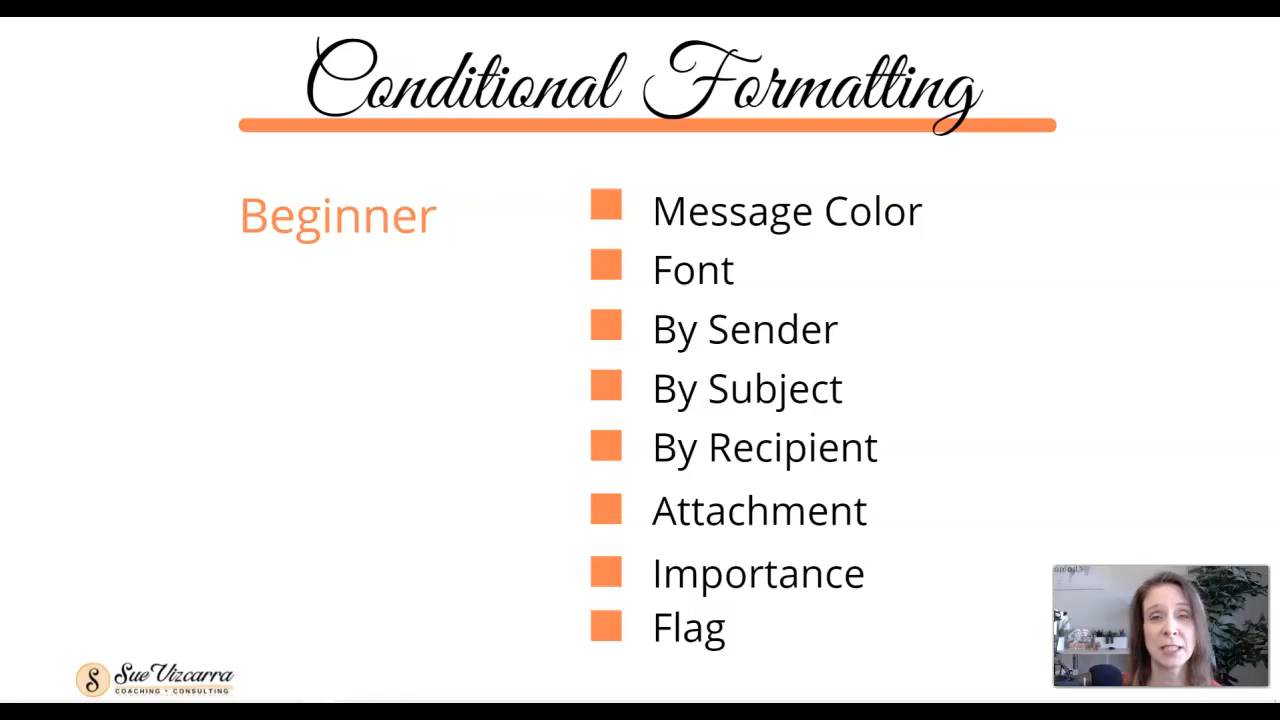 Conditional Formatting
Beginner
Message Color
Font
By Sender
By Subject
By Recipient
Attachment
Importance
Flag
S Sue Vizcarra
COACHING + CONSULTING